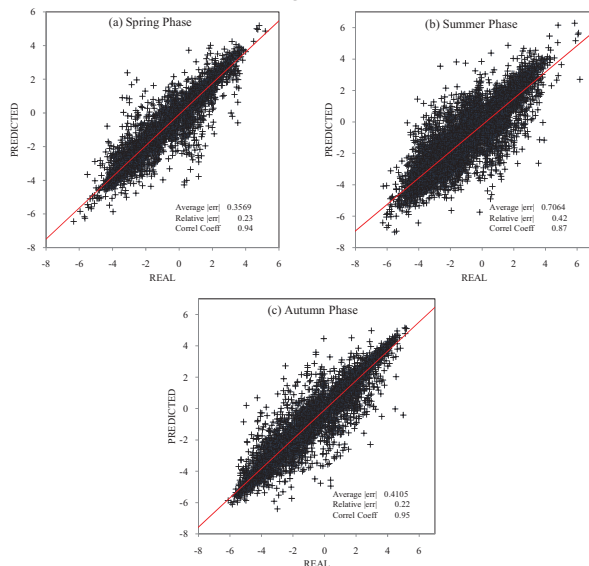 (a) Spring Phase
6
4
2
0
-2
-4
-6
-8
PREDICTED
Average |err| 0.3569
Relative |err| 0.23
Correl Coeff 0.94
-8 -6 -4 -2 0 2 4 6
REAL
(b) Summer Phase
6
4
2
0
-2
-4
-6
-8
PREDICTED
Average |err| 0.7064
Relative |err| 0.42
Correl Coeff 0.87
-8 -6 -4 -2 0 2 4 6
REAL
(c) Autumn Phase
6
4
2
0
-2
-4
-6
-8
PREDICTED
Average |err| 0.4105
Relative |err| 0.22
Correl Coeff 0.95
-8 -6 -4 -2 0 2 4 6
REAL